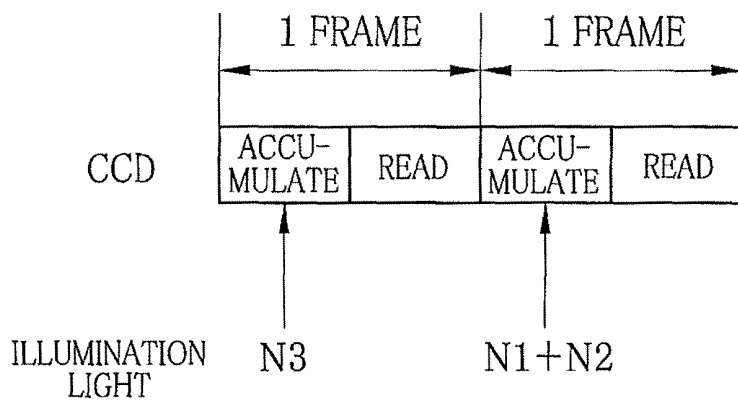 1 FRAME 1 FRAME
CCD ACCU-
MULATE READ ACCU-
MULATE READ
ILLUMINATION
LIGHT N3 N1+N2